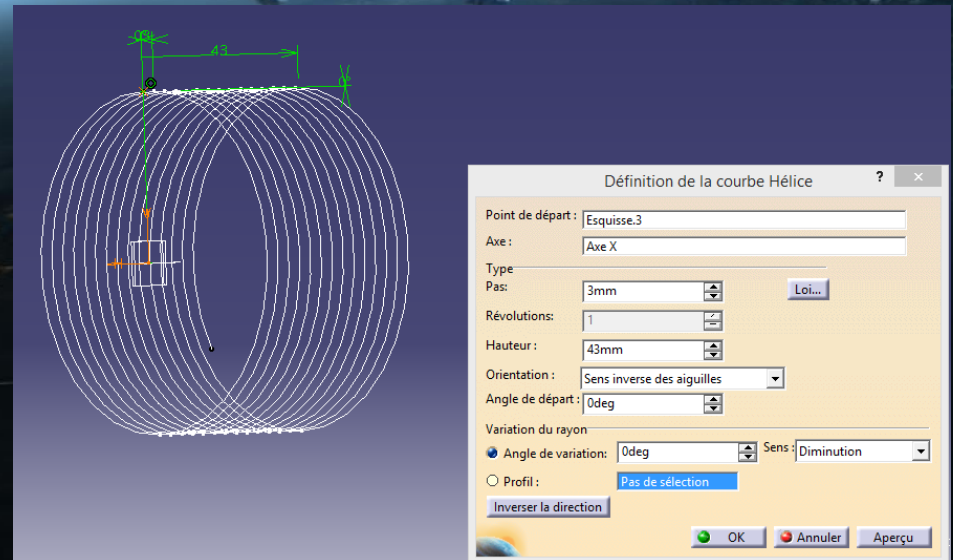 43
Définition de la courbe Hélice ?
Point de départ : Esquisse.3
Axe : Axe X
Type
Pas: 3mm Loi...
Révolutions: 1
Hauteur : 43mm
Orientation : Sens inverse des aiguilles
Angle de départ : 0deg
Variation du rayon
Angle de variation: 0deg Sens : Diminution
Profil : Pas de sélection
Inverser la direction
OK Annuler Aperçu